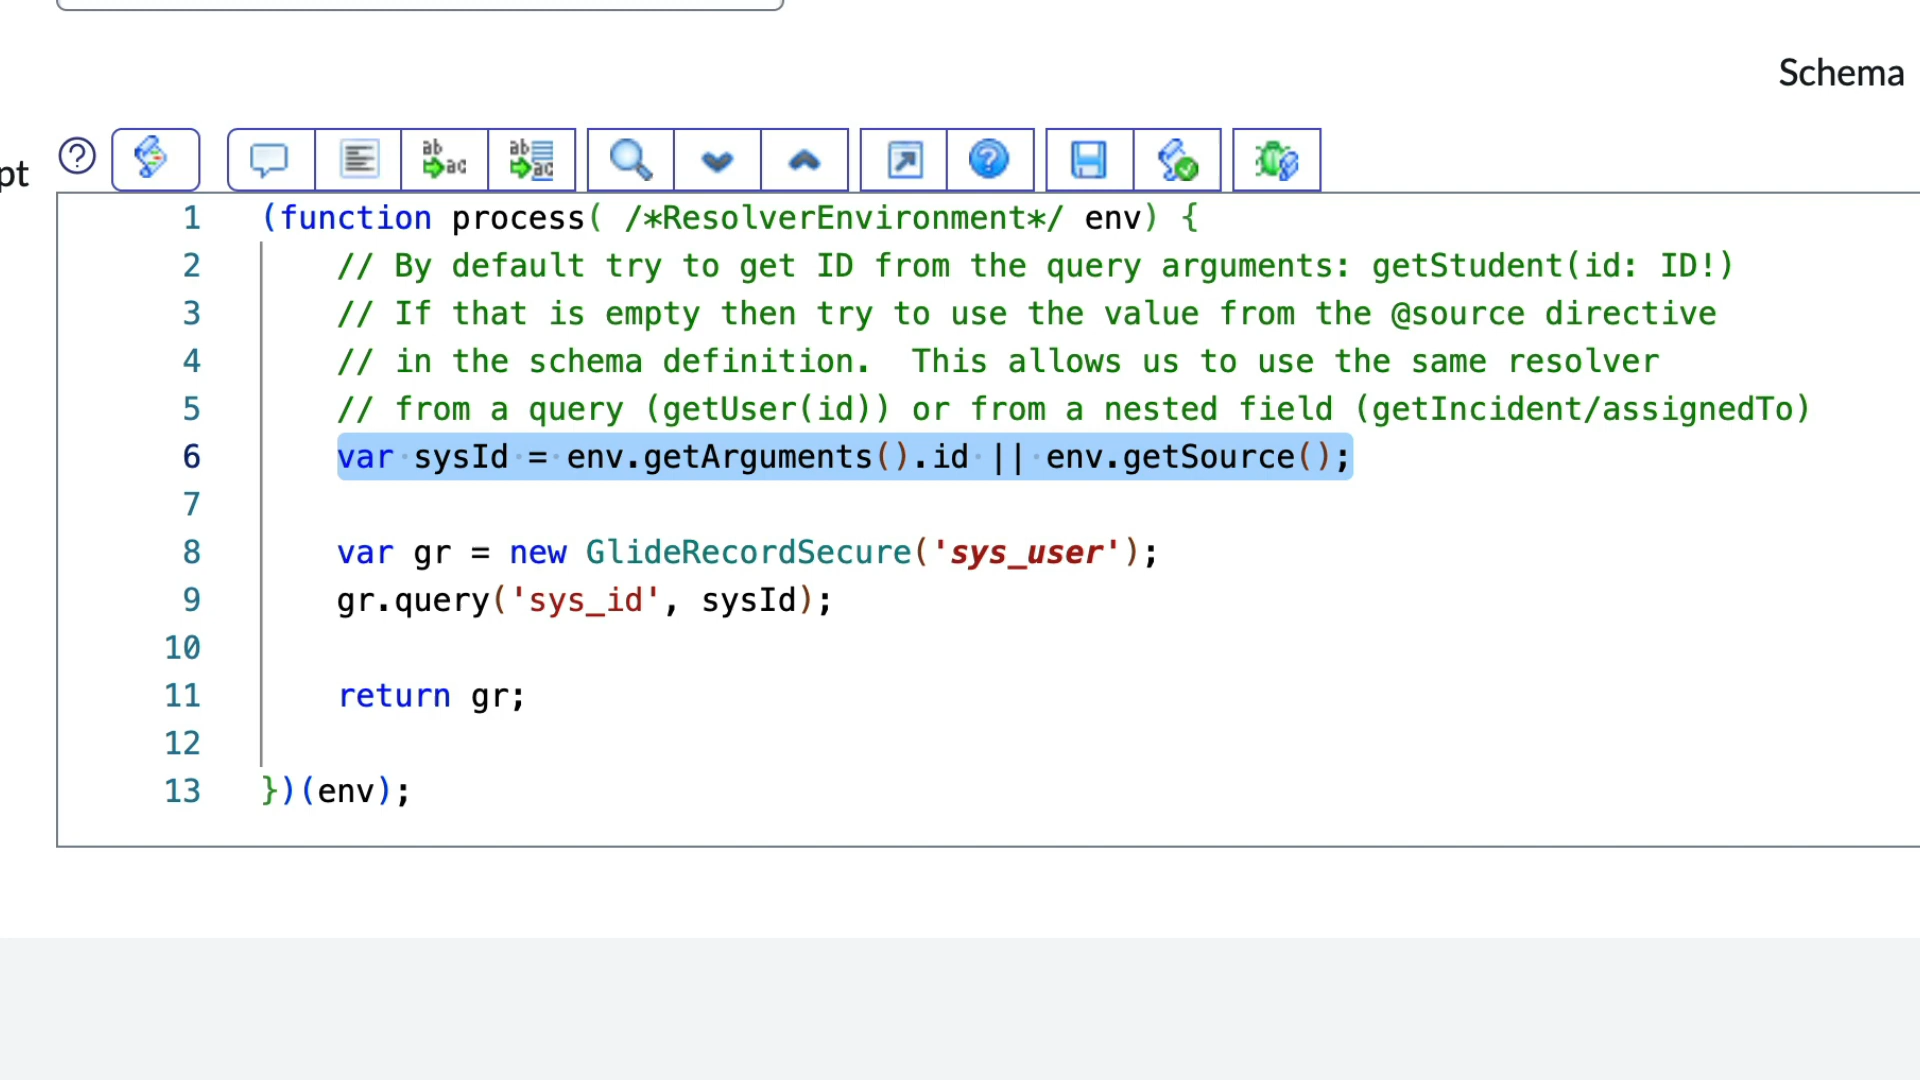 Schema
pt
1 (function process( /*ResolverEnvironment*/ env) {
2 // By default try to get ID from the query arguments: getStudent(id: ID!)
3 // If that is empty then try to use the value from the @source directive
4 // in the schema definition.  This allows us to use the same resolver
5 // from a query (getUser(id)) or from a nested field (getIncident/assignedTo)
6 var sysId = env.getArguments().id || env.getSource();
7
8 var gr = new GlideRecordSecure('sys_user');
9 gr.query('sys_id', sysId);
10
11 return gr;
12
13 })(env);